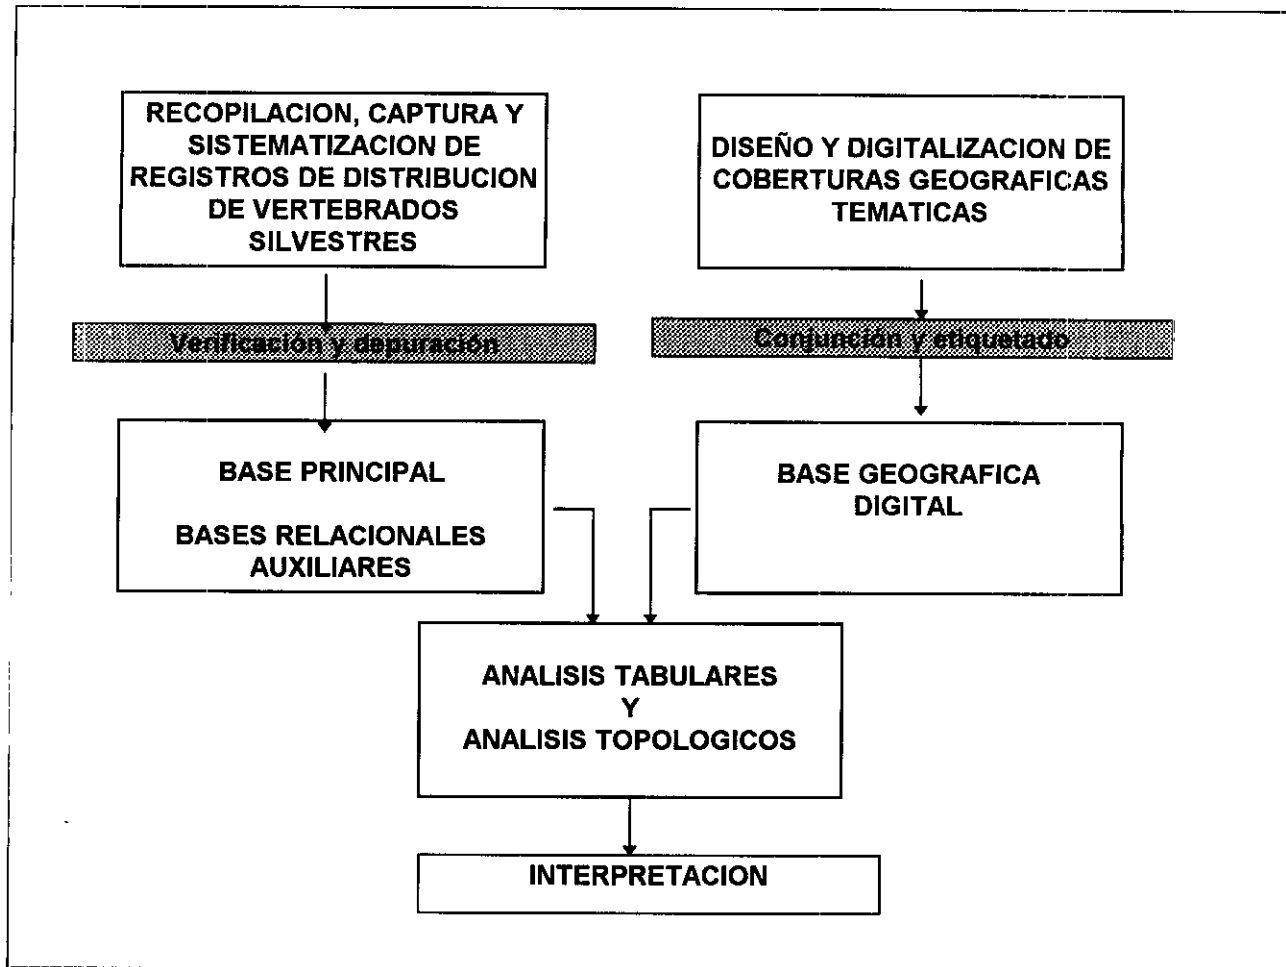 RECOPILACION, CAPTURA Y
SISTEMATIZACION DE
REGISTROS DE DISTRIBUCION
DE VERTEBRADOS
SILVESTRES
DISEÑO Y DIGITALIZACION DE
COBERTURAS GEOGRAFICAS
TEMATICAS
Verificación y depuración
Conjunción y etiquetado
BASE PRINCIPAL
BASES RELACIONALES
AUXILIARES
BASE GEOGRAFICA
DIGITAL
ANALISIS TABULARES
Y
ANALISIS TOPOLOGICOS
INTERPRETACION